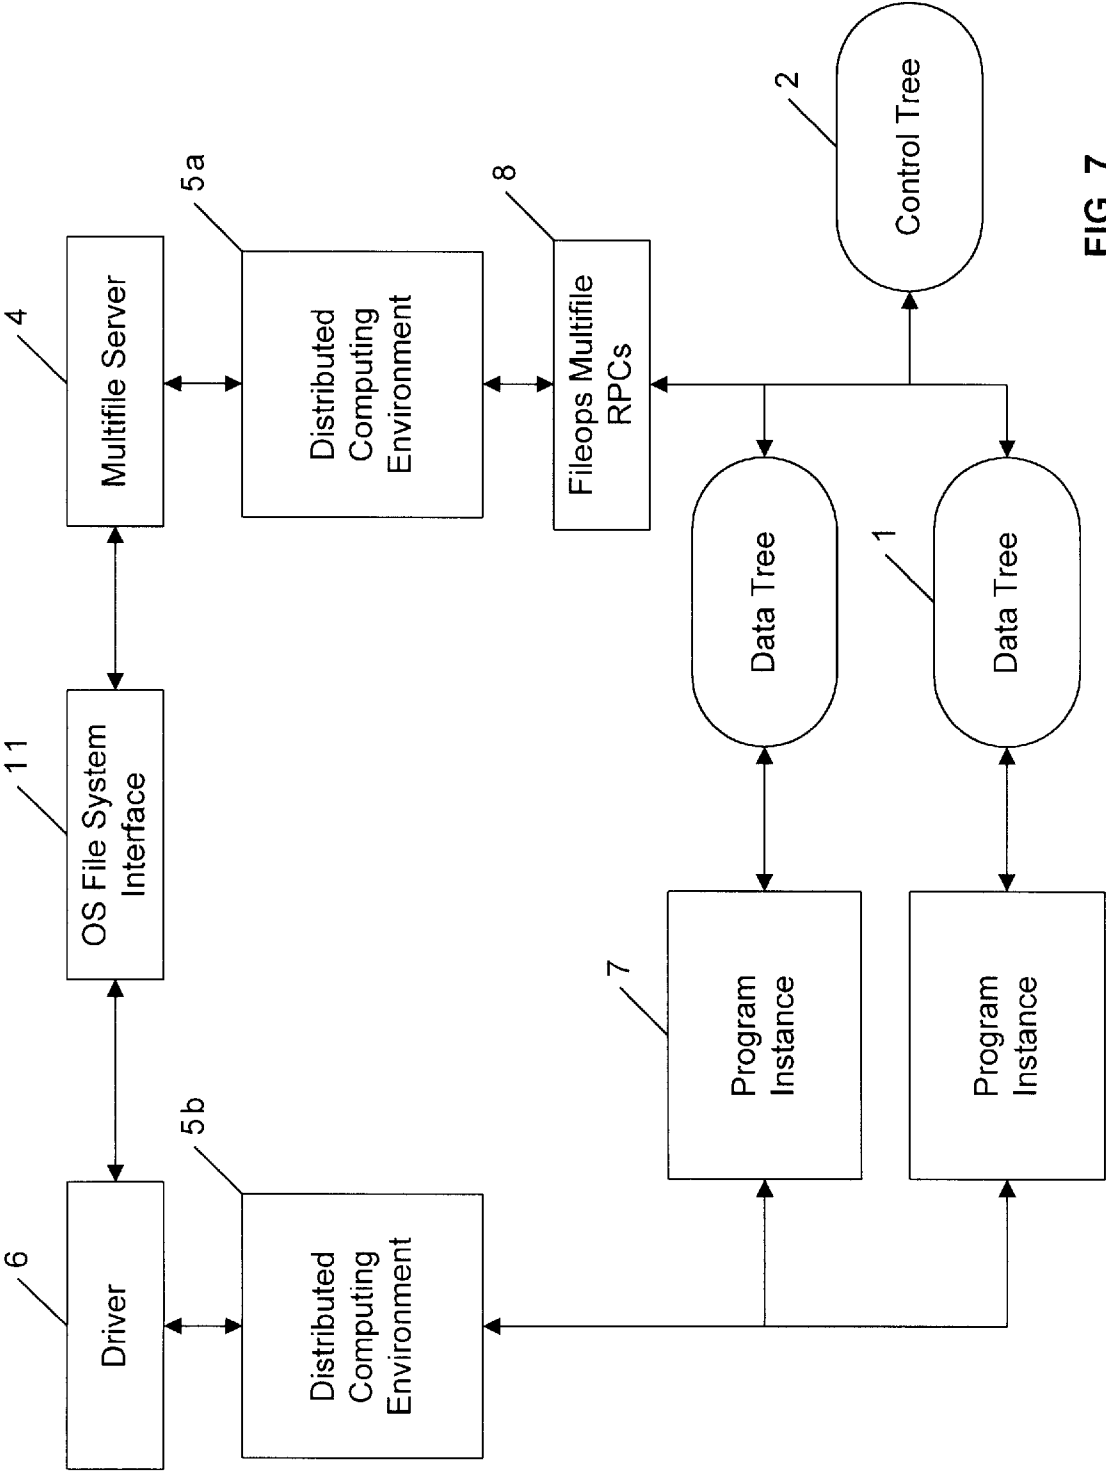 6
Driver
11
OS File System
Interface
4
Multifile Server
5b
Distributed
Computing
Environment
5a
Distributed
Computing
Environment
8
Fileops Multifile
RPCs
7
Program
Instance
Data Tree
2
Control Tree
Program
Instance
1
Data Tree
FIG. 7